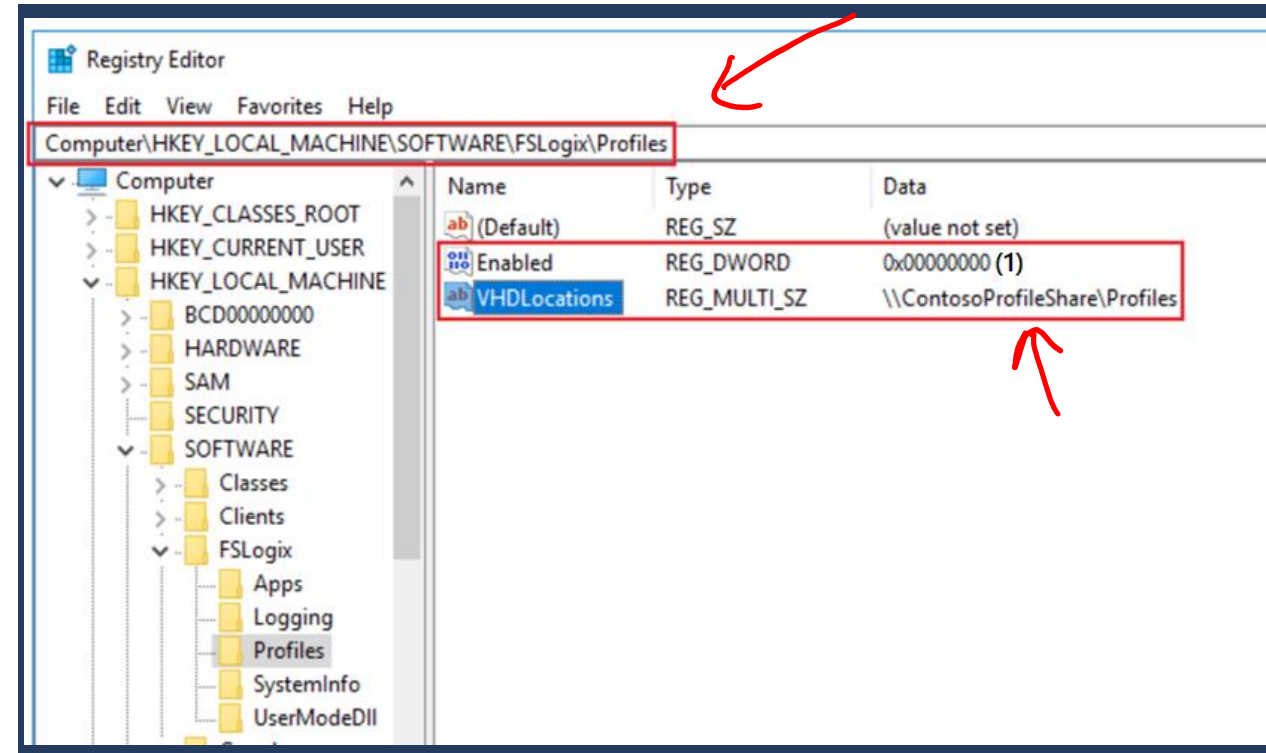 Registry Editor
File Edit View Favorites Help
Computer\HKEY_LOCAL_MACHINE\SOFTWARE\FSLogix\Profiles
Computer
HKEY_CLASSES_ROOT
HKEY_CURRENT_USER
HKEY_LOCAL_MACHINE
BCD00000000
HARDWARE
SAM
SECURITY
SOFTWARE
Classes
Clients
FSLogix
Apps
Logging
Profiles
SystemInfo
UserModeDll
Name Type Data
(Default) REG_SZ (value not set)
Enabled REG_DWORD 0x00000000 (1)
VHDLocations REG_MULTI_SZ \\ContosoProfileShare\Profiles